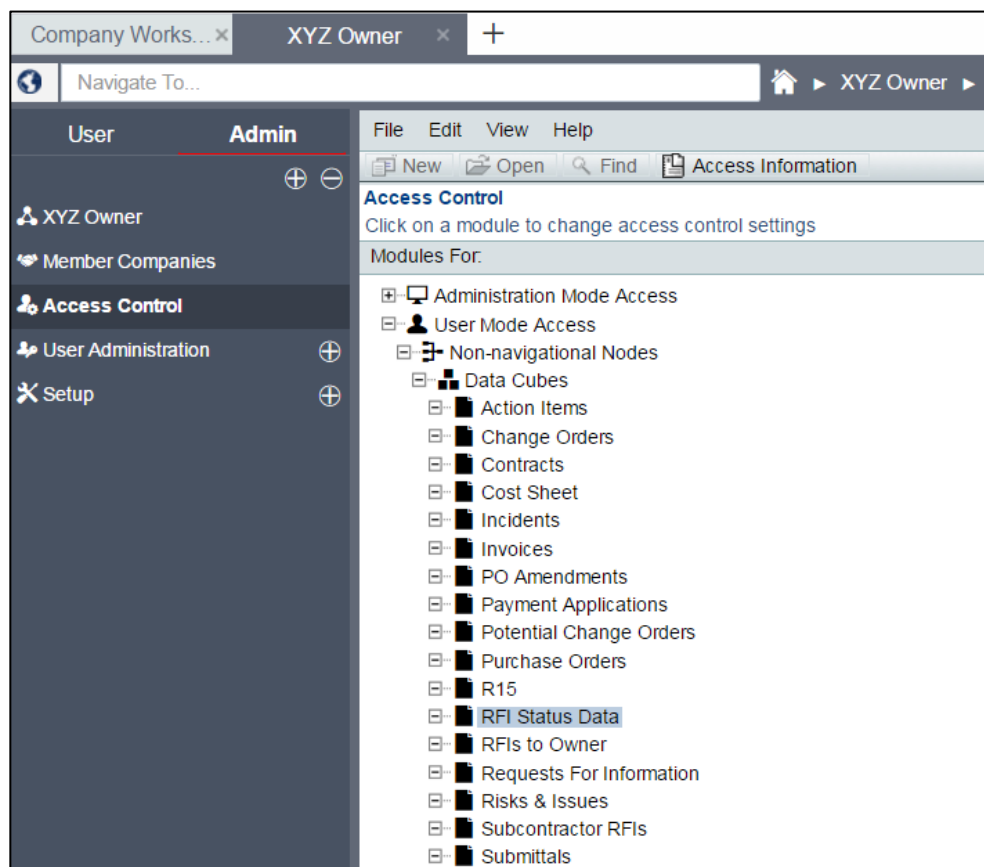 Company Works...
XYZ Owner
Navigate To...
XYZ Owner
User
Admin
XYZ Owner
Member Companies
Access Control
User Administration
Setup
File Edit View Help
New Open Find Access Information
Access Control
Click on a module to change access control settings
Modules For:
Administration Mode Access
User Mode Access
Non-navigational Nodes
Data Cubes
Action Items
Change Orders
Contracts
Cost Sheet
Incidents
Invoices
PO Amendments
Payment Applications
Potential Change Orders
Purchase Orders
R15
RFI Status Data
RFIs to Owner
Requests For Information
Risks & Issues
Subcontractor RFIs
Submittals